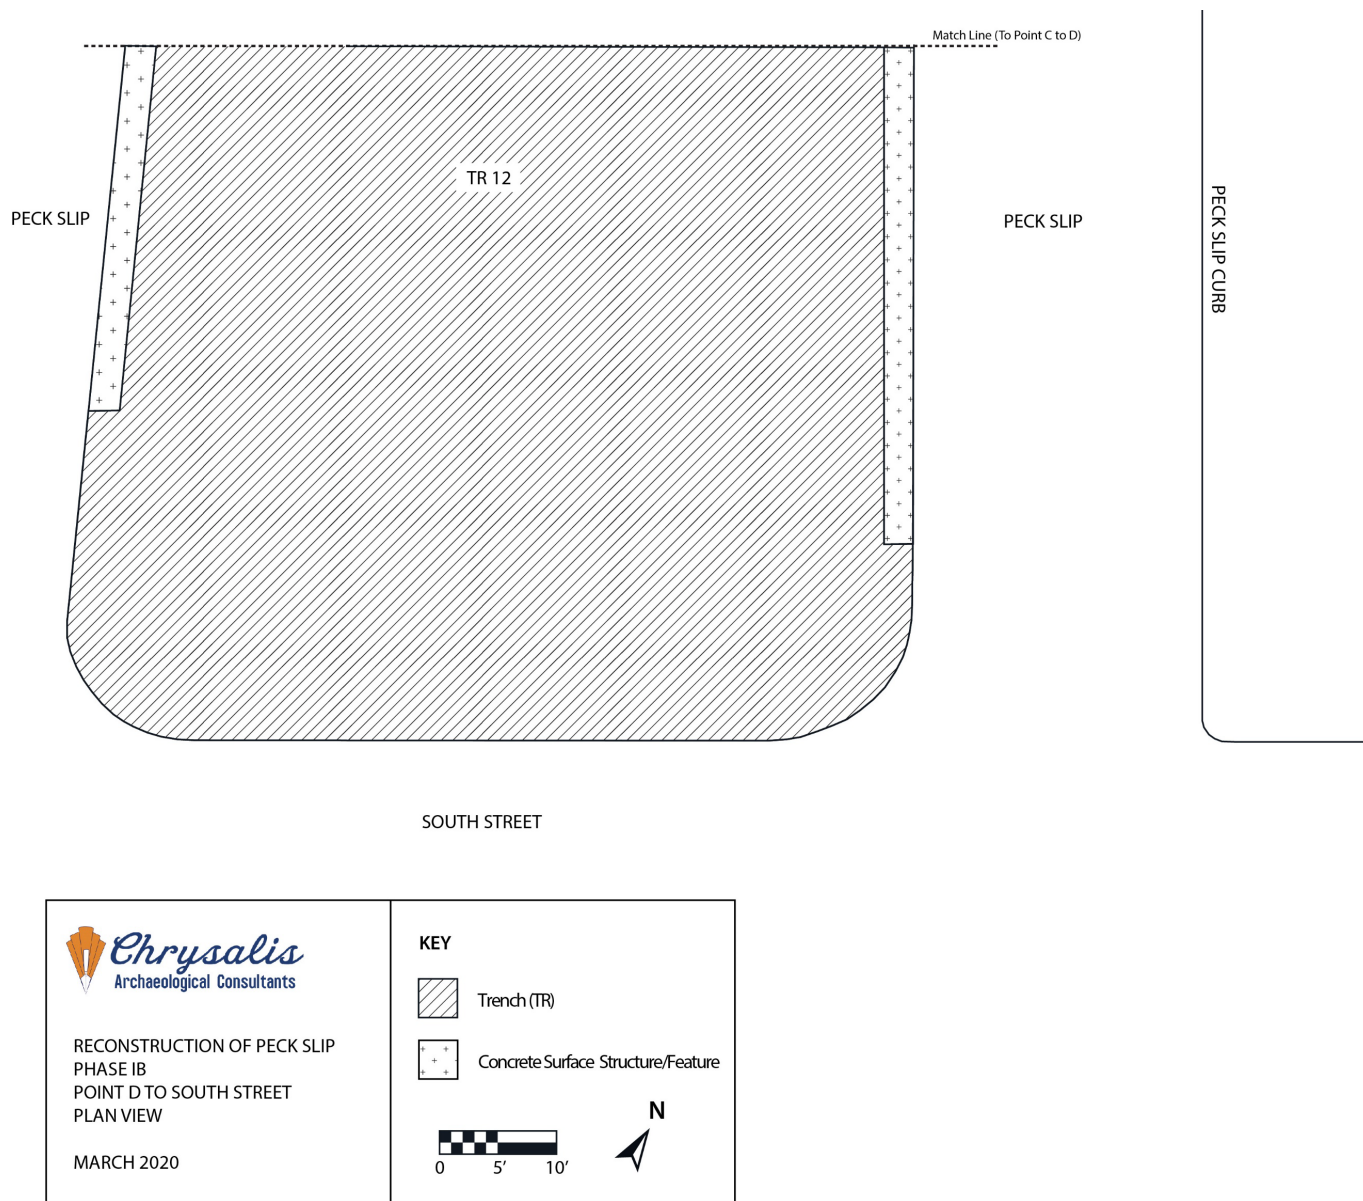 Match Line (To Point C to D)
TR 12
PECK SLIP
PECK SLIP
PECK SLIP CURB
SOUTH STREET
Chrysalis
Archaeological Consultants
RECONSTRUCTION OF PECK SLIP
PHASE IB
POINT D TO SOUTH STREET
PLAN VIEW
MARCH 2020
KEY
Trench (TR)
Concrete Surface Structure/Feature
N
0 5' 10'